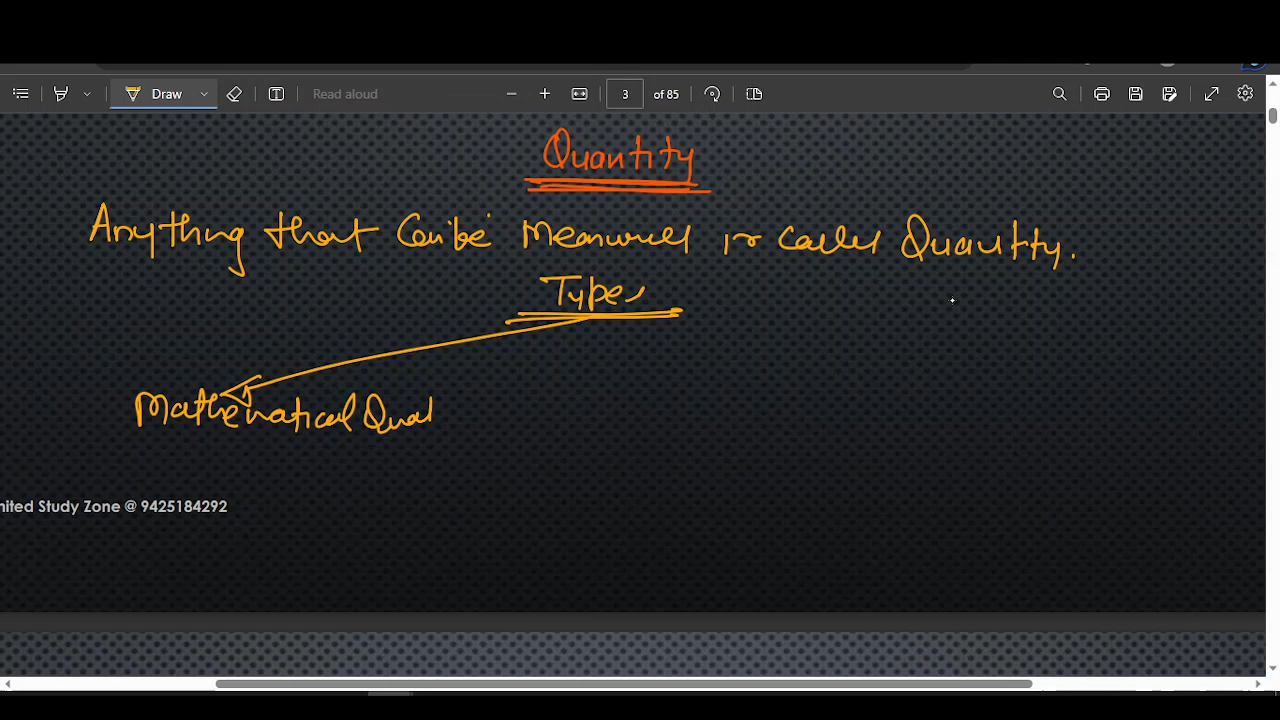 Draw
Read aloud
3 of 85
Quantity
Anything that Can be Measured is called Quantity.
Types
Mathematical Qual
nited Study Zone @ 9425184292